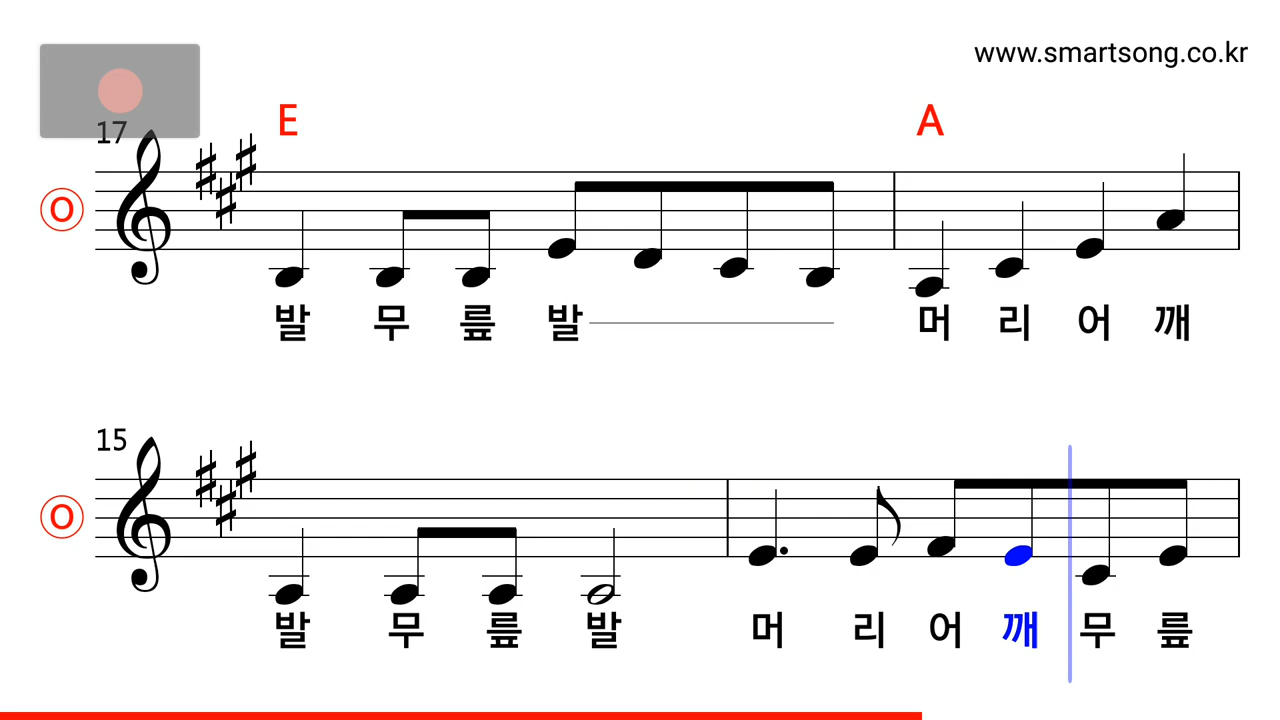 www.smartsong.co.kr
17
E A
O
발 무 릎 발 머 리 어 깨
15
O
발 무 릎 발 머 리 어 깨 무 릎